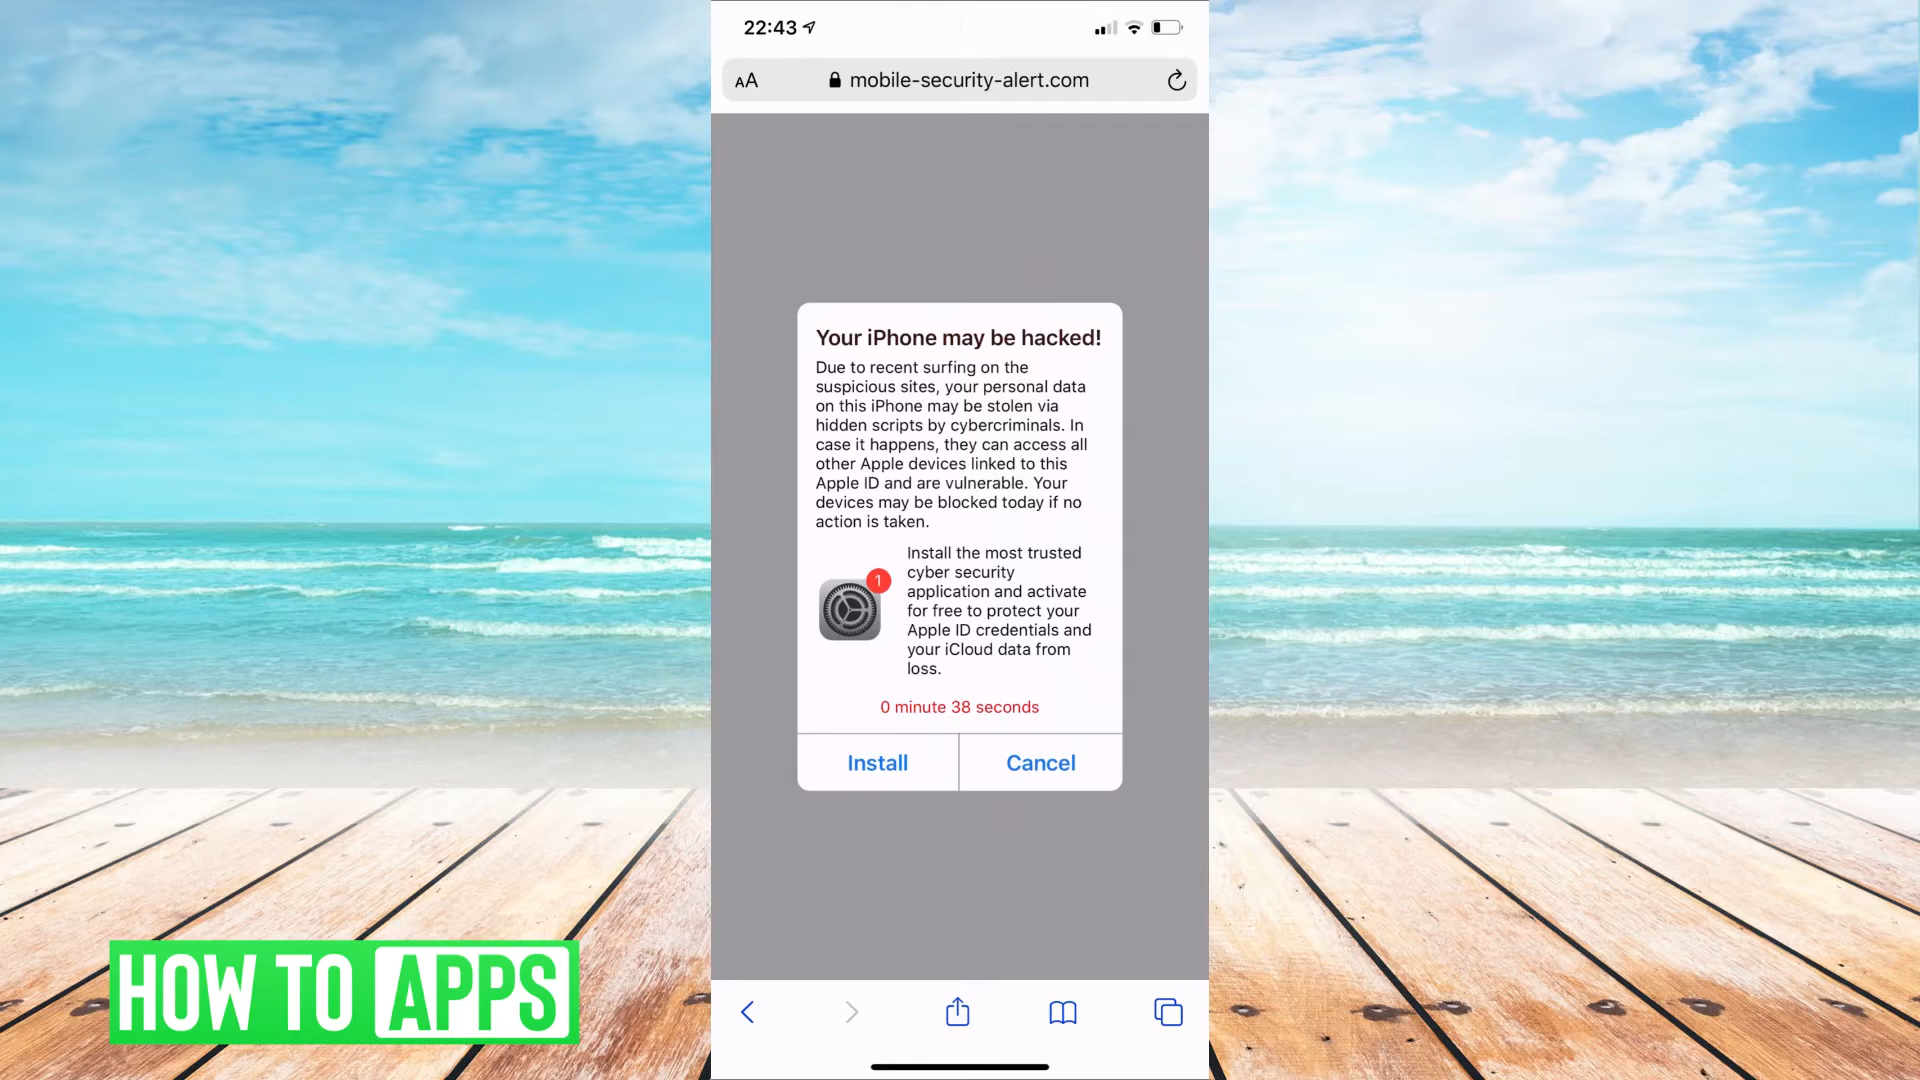 22:43
AA mobile-security-alert.com
Your iPhone may be hacked!
Due to recent surfing on the
suspicious sites, your personal data
on this iPhone may be stolen via
hidden scripts by cybercriminals. In
case it happens, they can access all
other Apple devices linked to this
Apple ID and are vulnerable. Your
devices may be blocked today if no
action is taken.
1
Install the most trusted
cyber security
application and activate
for free to protect your
Apple ID credentials and
your iCloud data from
loss.
0 minute 38 seconds
Install Cancel
HOW TO APPS